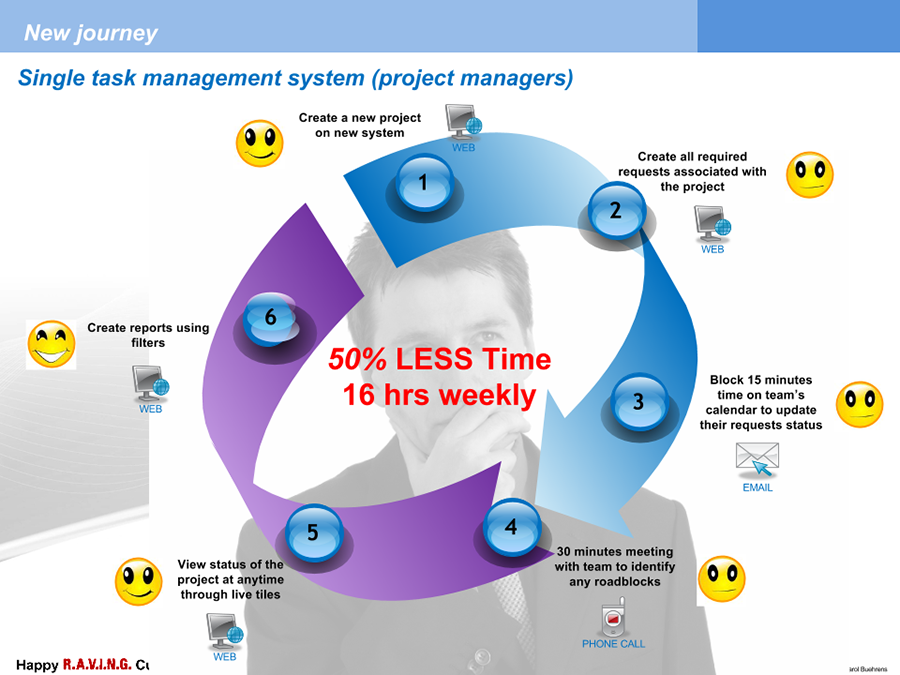 New journey
Single task management system (project managers)
Create a new project
on new system
WEB
1
Create all required
requests associated with
the project
WEB
2
Block 15 minutes
time on team's
calendar to update
their requests status
EMAIL
3
30 minutes meeting
with team to identify
any roadblocks
PHONE CALL
4
View status of the
project at anytime
through live tiles
WEB
5
Create reports using
filters
WEB
6
50% LESS Time
16 hrs weekly
Happy R.A.V.I.N.G.
Buehrens